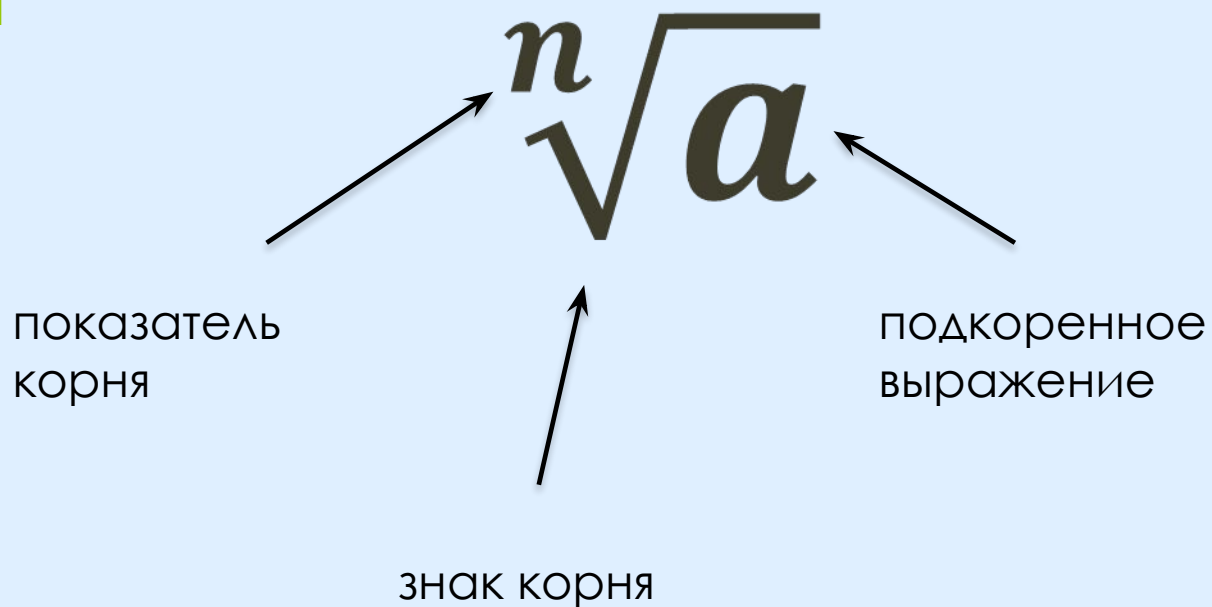 n√a
показатель
корня
подкоренное
выражение
знак корня